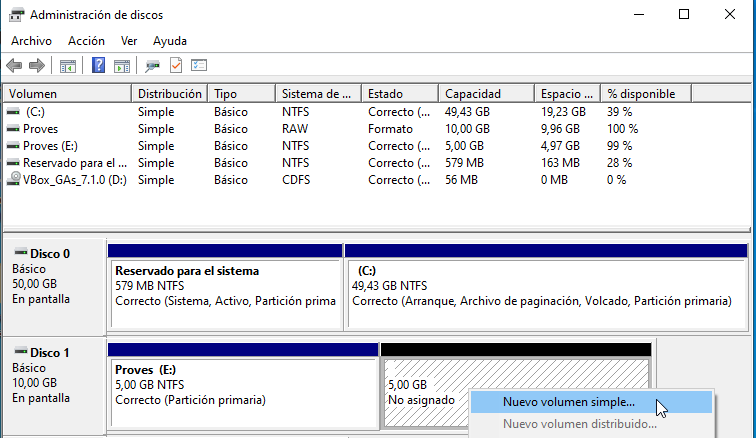 Administración de discos
Archivo Acción Ver Ayuda
Volumen Distribución Tipo Sistema de ... Estado Capacidad Espacio ... % disponible
(C:) Simple Básico NTFS Correcto (... 49,43 GB 19,23 GB 39 %
Proves Simple Básico RAW Formato 10,00 GB 9,96 GB 100 %
Proves (E:) Simple Básico NTFS Correcto (... 5,00 GB 4,97 GB 99 %
Reservado para el ... Simple Básico NTFS Correcto (... 579 MB 163 MB 28 %
VBox_GAs_7.1.0 (D:) Simple Básico CDFS Correcto (... 56 MB 0 MB 0 %
Disco 0
Básico
50,00 GB
En pantalla
Reservado para el sistema
579 MB NTFS
Correcto (Sistema, Activo, Partición prima
(C:)
49,43 GB NTFS
Correcto (Arranque, Archivo de paginación, Volcado, Partición primaria)
Disco 1
Básico
10,00 GB
En pantalla
Proves (E:)
5,00 GB NTFS
Correcto (Partición primaria)
5,00 GB
No asignado
Nuevo volumen simple...
Nuevo volumen distribuido...